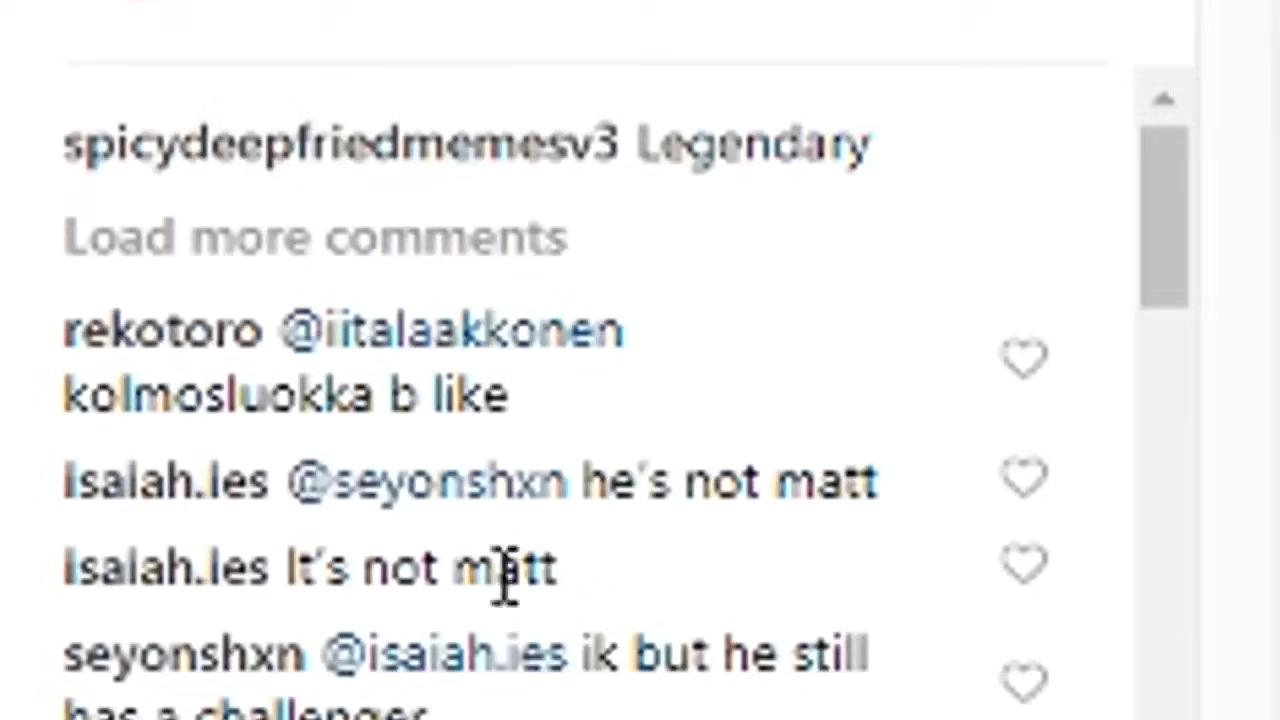 spicydeepfriedmemesv3 Legendary
Load more comments
rekotoro @iitalaakkonen
kolmosluokka b like
isaiah.ies @seyonshxn he's not matt
isaiah.ies It's not matt
seyonshxn @isaiah.ies ik but he still
has a challenger